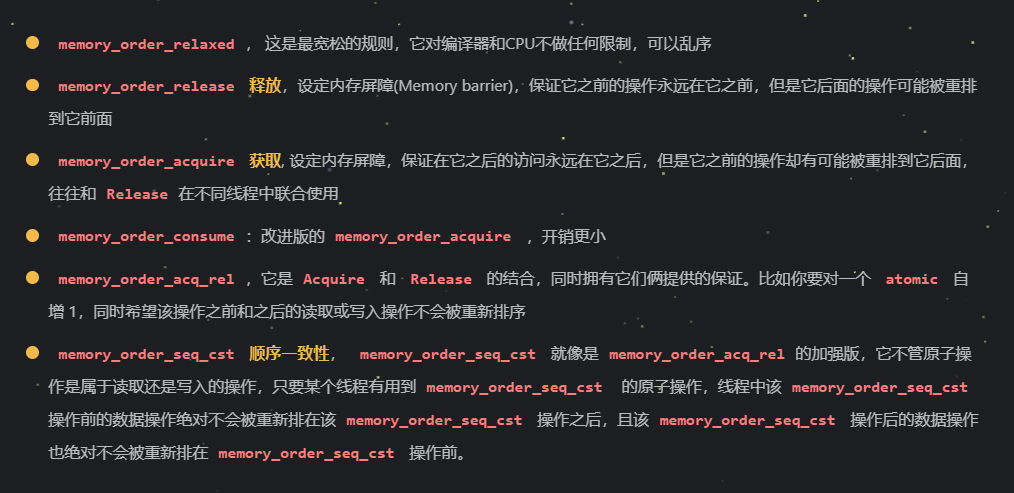 memory_order_relaxed ， 这是最宽松的规则，它对编译器和CPU不做任何限制，可以乱序
memory_order_release 释放，设定内存屏障(Memory barrier)，保证它之前的操作永远在它之前，但是它后面的操作可能被重排
到它前面
memory_order_acquire 获取, 设定内存屏障，保证在它之后的访问永远在它之后，但是它之前的操作却有可能被重排到它后面，
往往和 Release 在不同线程中联合使用
memory_order_consume ：改进版的 memory_order_acquire ，开销更小
memory_order_acq_rel ，它是 Acquire 和 Release 的结合，同时拥有它们俩提供的保证。比如你要对一个 atomic 自
增 1，同时希望该操作之前和之后的读取或写入操作不会被重新排序
memory_order_seq_cst 顺序一致性， memory_order_seq_cst 就像是 memory_order_acq_rel 的加强版，它不管原子操
作是属于读取还是写入的操作，只要某个线程有用到 memory_order_seq_cst 的原子操作，线程中该 memory_order_seq_cst
操作前的数据操作绝对不会被重新排在该 memory_order_seq_cst 操作之后，且该 memory_order_seq_cst 操作后的数据操作
也绝对不会被重新排在 memory_order_seq_cst 操作前。